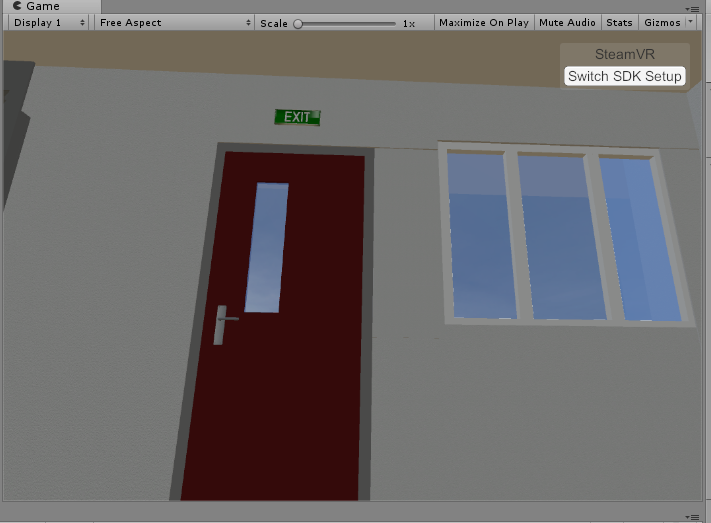 Game
Display 1 Free Aspect Scale 1x Maximize On Play Mute Audio Stats Gizmos
SteamVR
Switch SDK Setup
EXIT